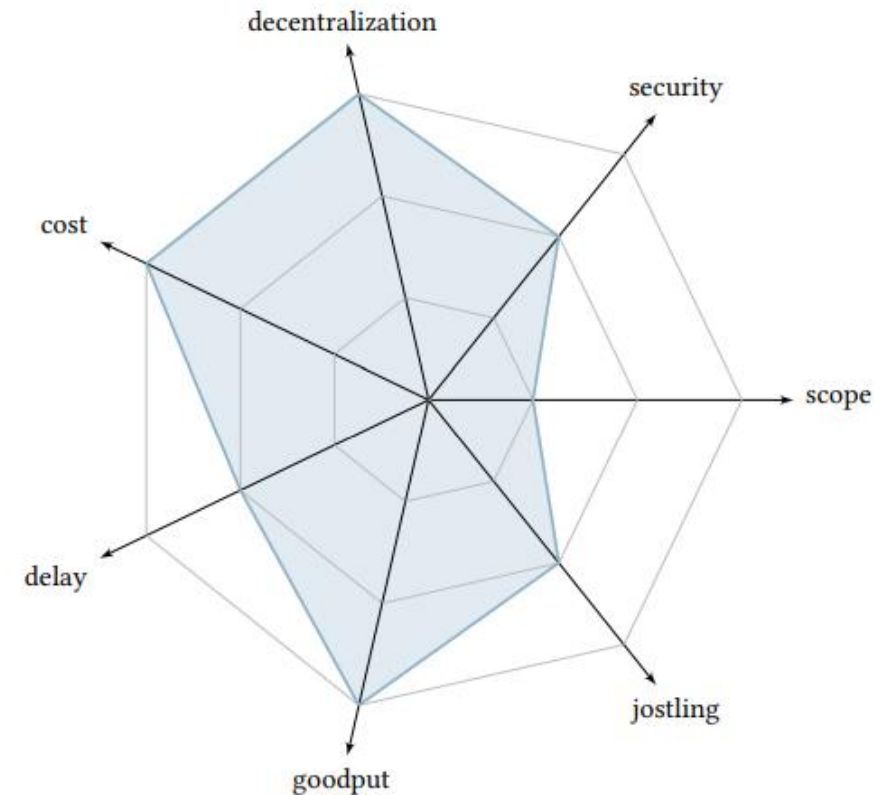 decentralization
security
cost
scope
delay
jostling
goodput